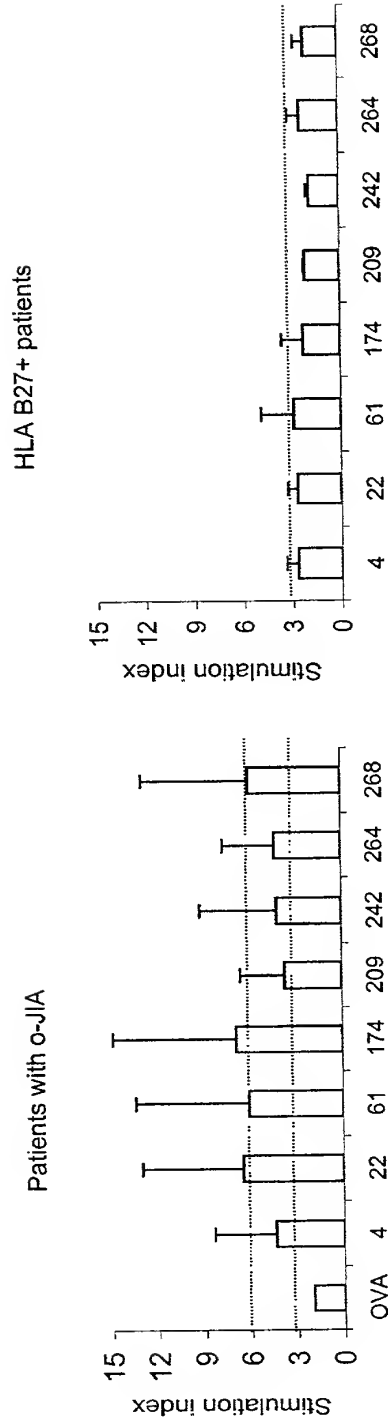 Patients with o-JIA
Stimulation index
15
12
9
6
3
0
OVA 4 22 61 174 209 242 264 268
HLA B27+ patients
Stimulation index
15
12
9
6
3
0
4 22 61 174 209 242 264 268